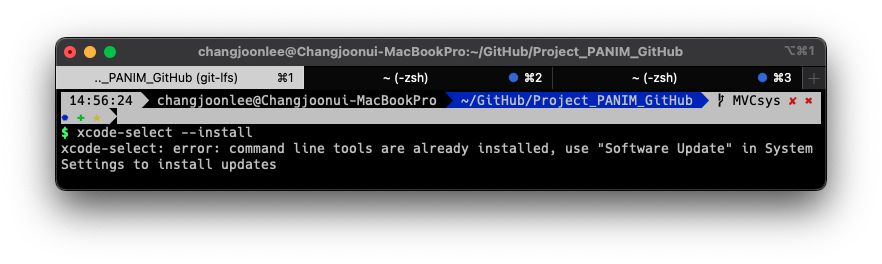 changjoonlee@Changjoonui-MacBookPro:~/GitHub/Project_PANIM_GitHub ⌥⌘1
.._PANIM_GitHub (git-lfs) ⌘1 ~ (-zsh) ⌘2 ~ (-zsh) ⌘3 +
14:56:24 changjoonlee@Changjoonui-MacBookPro ~/GitHub/Project_PANIM_GitHub MVCsys ✘ ✖
● ✚ ★
$ xcode-select --install
xcode-select: error: command line tools are already installed, use "Software Update" in System
Settings to install updates